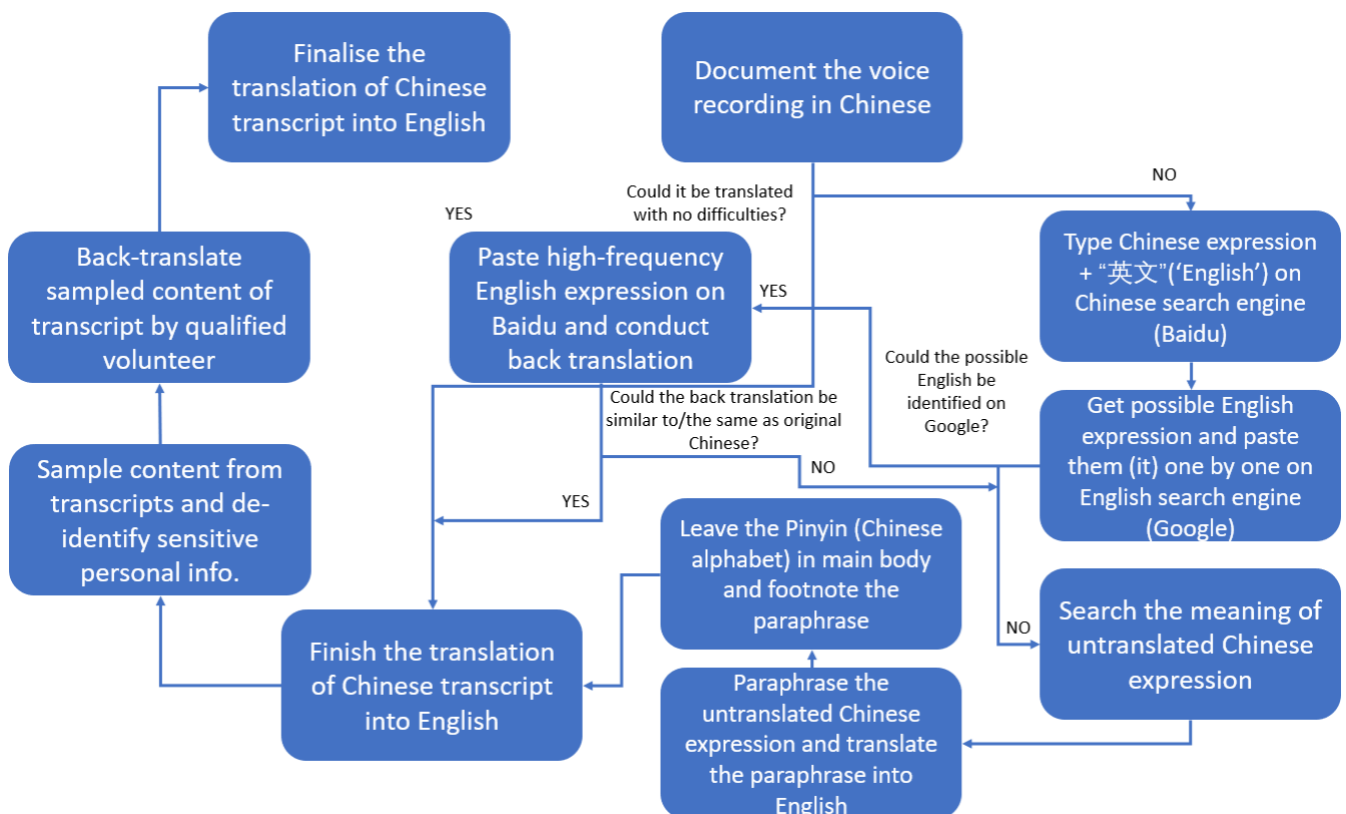 Finalise the
translation of Chinese
transcript into English
Document the voice
recording in Chinese
Could it be translated
with no difficulties?
NO
YES
Back-translate
sampled content of
transcript by qualified
volunteer
Paste high-frequency
English expression on
Baidu and conduct
back translation
YES
Type Chinese expression
+ “英文”(‘English’) on
Chinese search engine
(Baidu)
Could the possible
English be
identified on
Google?
Could the back translation be
similar to/the same as original
Chinese?
Get possible English
expression and paste
them (it) one by one on
English search engine
(Google)
NO
YES
Sample content from
transcripts and de-
identify sensitive
personal info.
Leave the Pinyin (Chinese
alphabet) in main body
and footnote the
paraphrase
NO
Search the meaning of
untranslated Chinese
expression
Finish the translation
of Chinese transcript
into English
Paraphrase the
untranslated Chinese
expression and translate
the paraphrase into
English